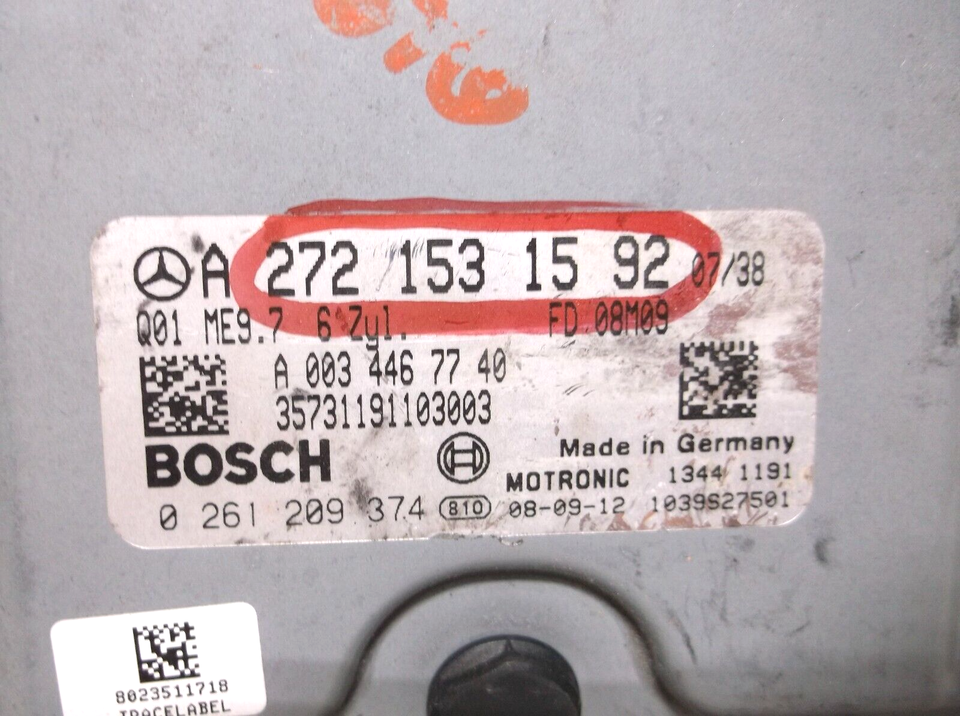 A 272 153 15 92 07/38
Q01 ME9.7 6 Zyl. FD 08M09
A 003 446 77 40
35731191103003
BOSCH
Made in Germany
MOTRONIC 1344 1191
0 261 209 374 810 08-09-12 1039S27501
8023511718
TRACELABEL